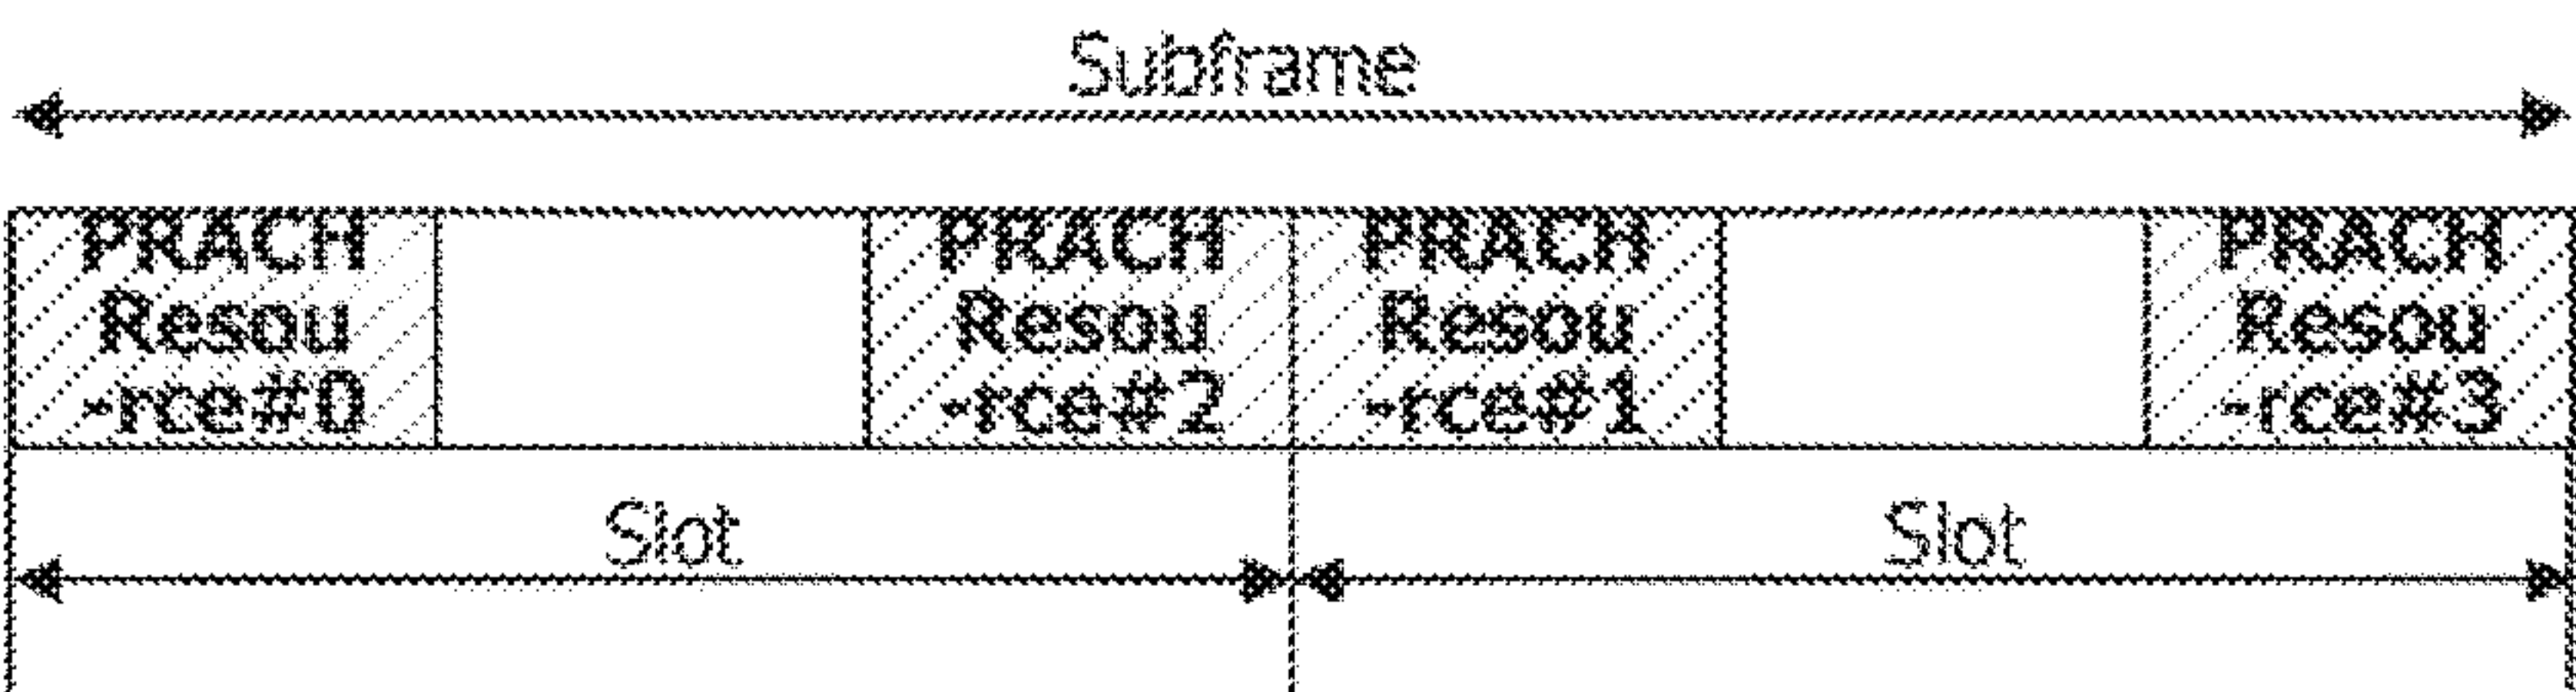 Subframe
PRACH
Resou
-rce#0
PRACH
Resou
-rce#2
PRACH
Resou
-rce#1
PRACH
Resou
-rce#3
Slot
Slot